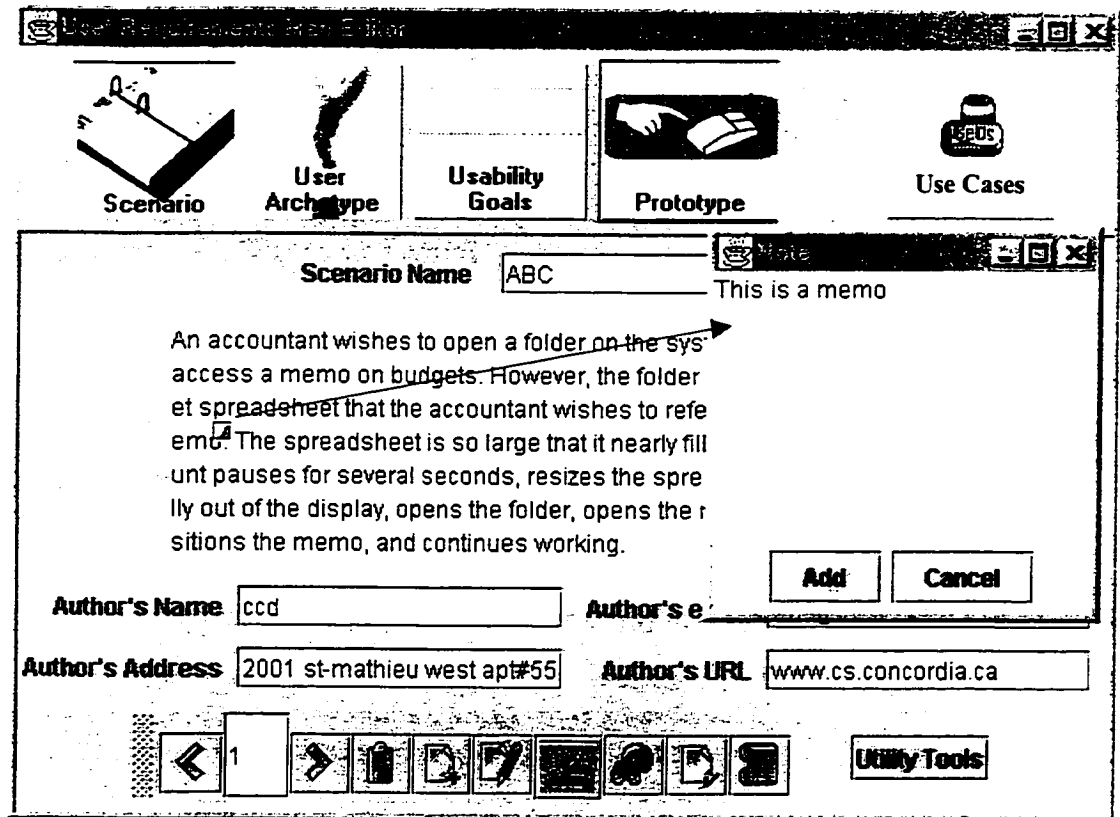 User Requirements
Scenario
User
Archetype
Usability
Goals
Prototype
Use Cases
Scenario Name ABC
Note
This is a memo
An accountant wishes to open a folder on the sys
access a memo on budgets. However, the folder
et spreadsheet that the accountant wishes to refe
emo. The spreadsheet is so large that it nearly fill
unt pauses for several seconds, resizes the spre
lly out of the display, opens the folder, opens the r
sitions the memo, and continues working.
Add Cancel
Author's Name ccd Author's e
Author's Address 2001 st-mathieu west apt#55 Author's URL www.cs.concordia.ca
1 Utility Tools